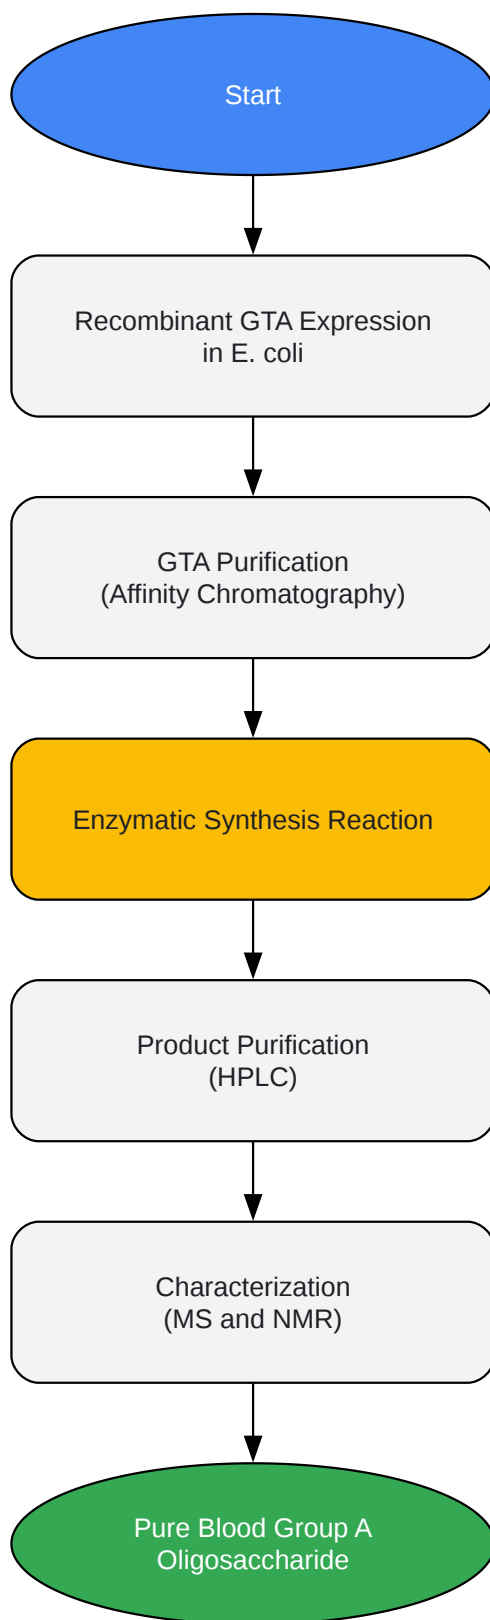 Start
Recombinant GTA Expression
in E. coli
GTA Purification
(Affinity Chromatography)
Enzymatic Synthesis Reaction
Product Purification
(HPLC)
Characterization
(MS and NMR)
Pure Blood Group A
Oligosaccharide